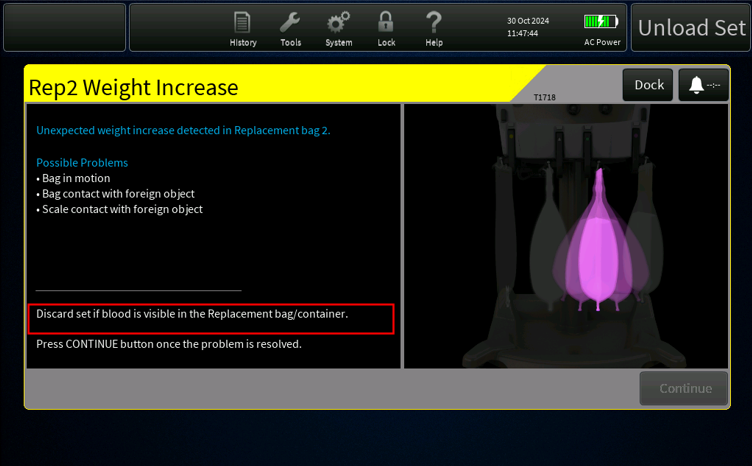 History
Tools
System
Lock
Help
30 Oct 2024
11:47:44
AC Power
Unload Set
Rep2 Weight Increase
T1718
Dock
--:--
Unexpected weight increase detected in Replacement bag 2.
Possible Problems
• Bag in motion
• Bag contact with foreign object
• Scale contact with foreign object
Discard set if blood is visible in the Replacement bag/container.
Press CONTINUE button once the problem is resolved.
Continue